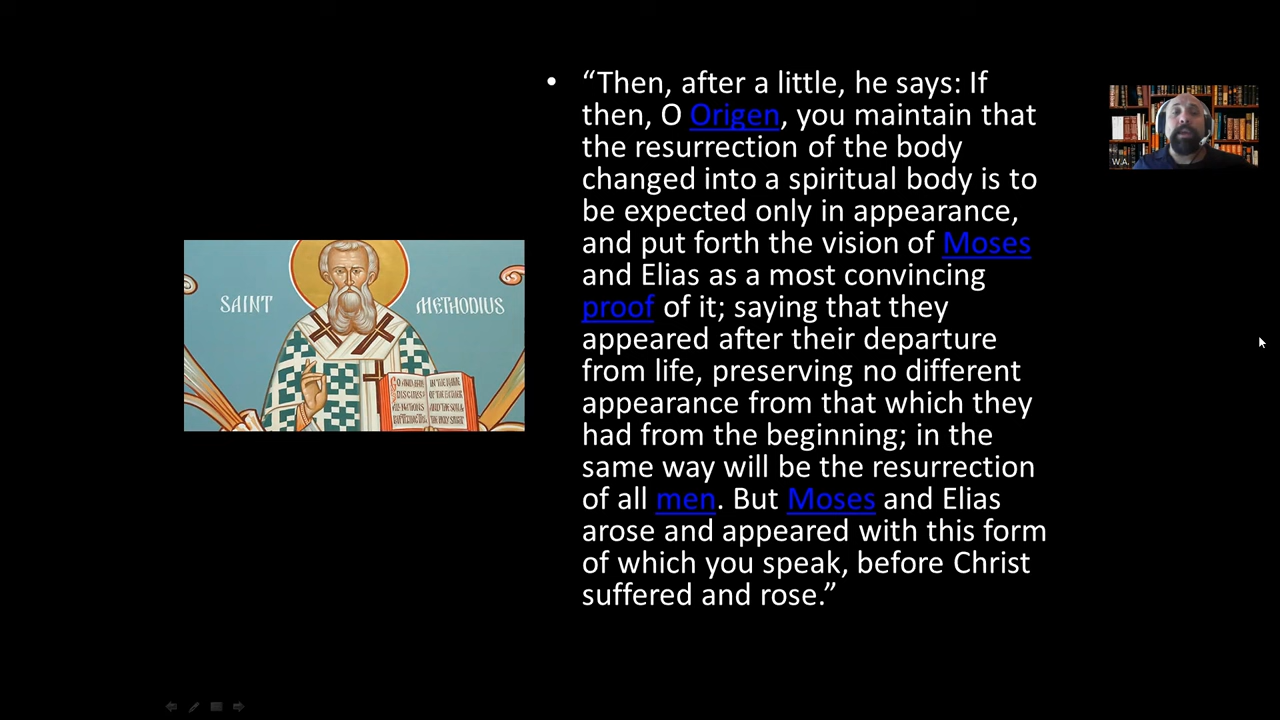 “Then, after a little, he says: If
then, O Origen, you maintain that
the resurrection of the body
changed into a spiritual body is to
be expected only in appearance,
and put forth the vision of Moses
and Elias as a most convincing
proof of it; saying that they
appeared after their departure
from life, preserving no different
appearance from that which they
had from the beginning; in the
same way will be the resurrection
of all men. But Moses and Elias
arose and appeared with this form
of which you speak, before Christ
suffered and rose.”
SAINT METHODIUS
W.A.